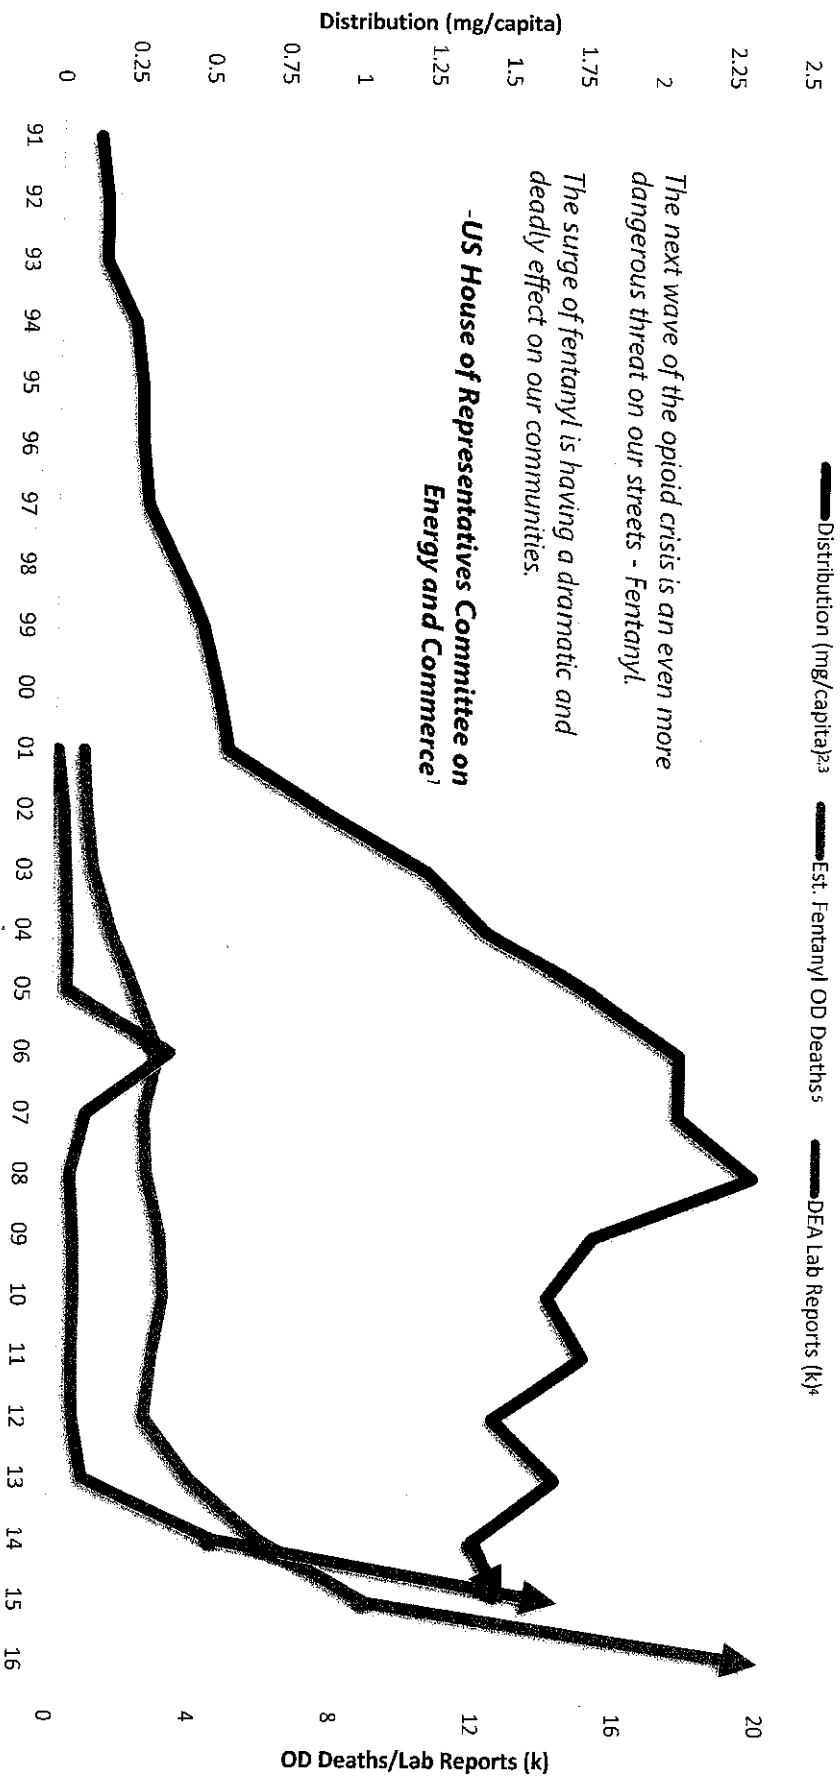 Distribution (mg/capita)²,³
Est. Fentanyl OD Deaths⁵
DEA Lab Reports (k)⁴
Distribution (mg/capita)
2.5
2.25
2
1.75
1.5
1.25
1
0.75
0.5
0.25
0
The next wave of the opioid crisis is an even more
dangerous threat on our streets - Fentanyl.
The surge of fentanyl is having a dramatic and
deadly effect on our communities.
-US House of Representatives Committee on
Energy and Commerce¹
20
16
12
8
4
0
OD Deaths/Lab Reports (k)
91 92 93 94 95 96 97 98 99 00 01 02 03 04 05 06 07 08 09 10 11 12 13 14 15 16